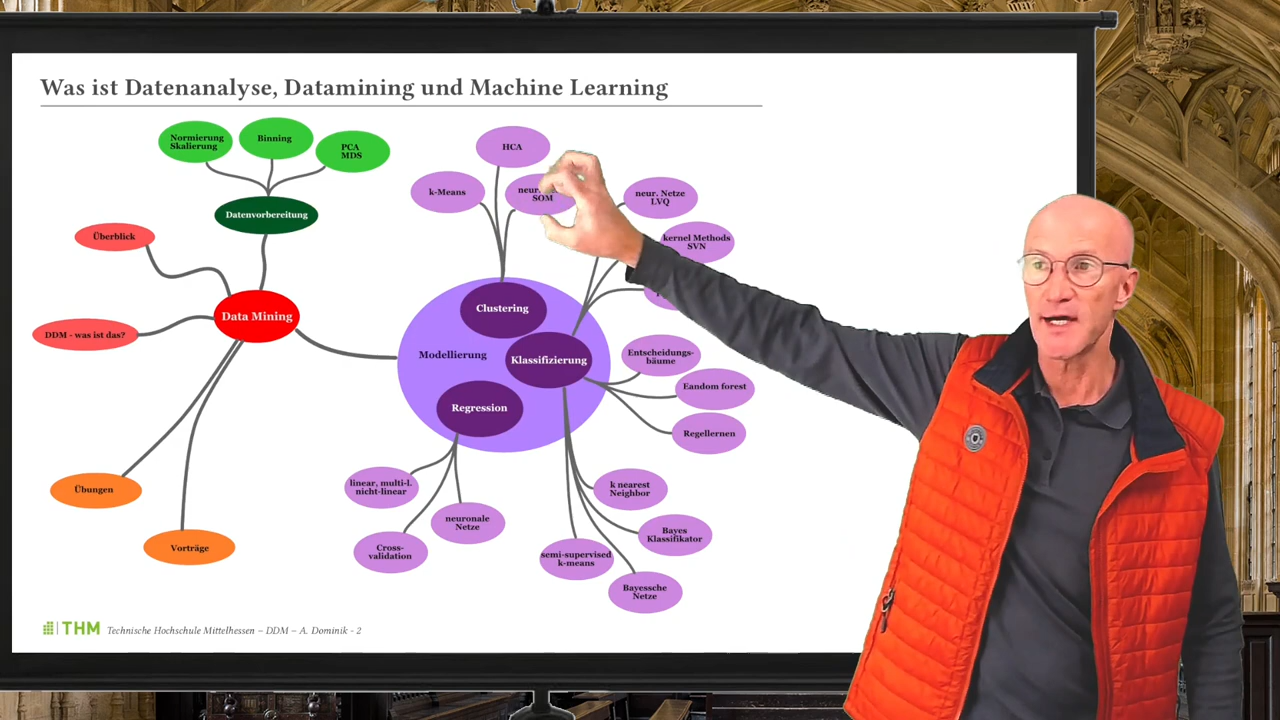 Was ist Datenanalyse, Datamining und Machine Learning
Normierung
Skalierung
Binning
PCA
MDS
Datenvorbereitung
Überblick
DDM - was ist das?
Data Mining
Übungen
Vorträge
HCA
k-Means
SOM
neur. Netze
LVQ
kernel Methods
SVN
Clustering
Modellierung
Klassifizierung
Regression
Entscheidungs-
bäume
Eandom forest
Regellernen
linear, multi-l.
nicht-linear
neuronale
Netze
Cross-
validation
k nearest
Neighbor
Bayes
Klassifikator
semi-supervised
k-means
Bayessche
Netze
THM Technische Hochschule Mittelhessen – DDM – A. Dominik - 2